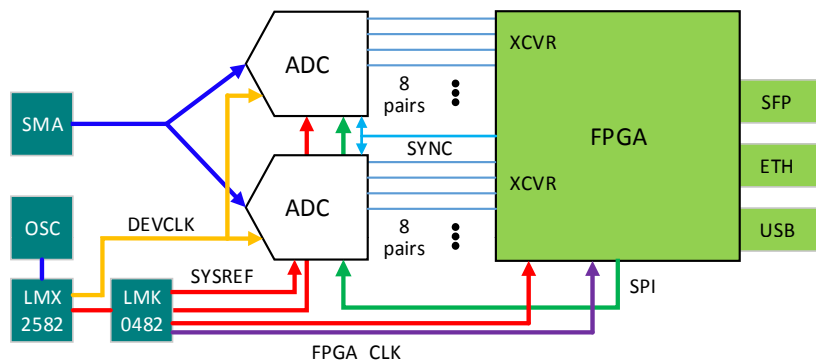 ADC
XCVR
8
pairs
SFP
SMA
FPGA
SYNC
ETH
XCVR
ADC
OSC
DEVCLK
8
pairs
USB
SYSREF
LMX
2582
LMK
0482
SPI
FPGA CLK